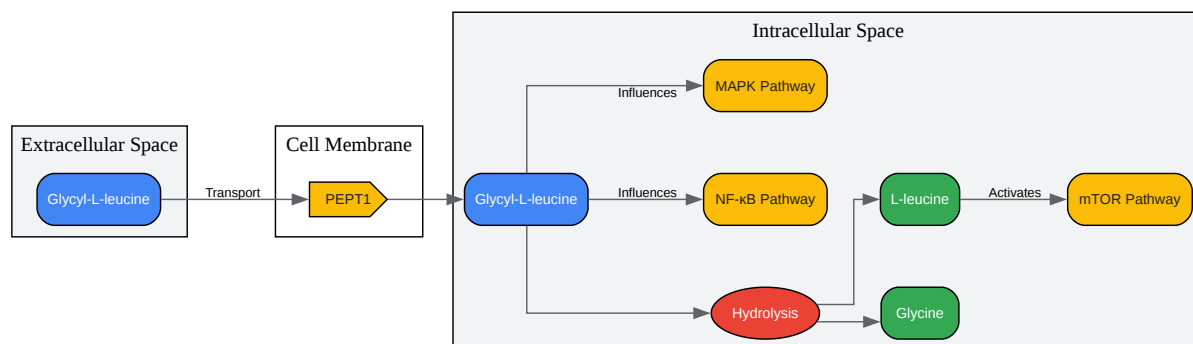 Intracellular Space
MAPK Pathway
Influences
Extracellular Space
Cell Membrane
Glycyl-L-leucine
Transport
PEPT1
Glycyl-L-leucine
Influences
NF-κB Pathway
L-leucine
Activates
mTOR Pathway
Hydrolysis
Glycine